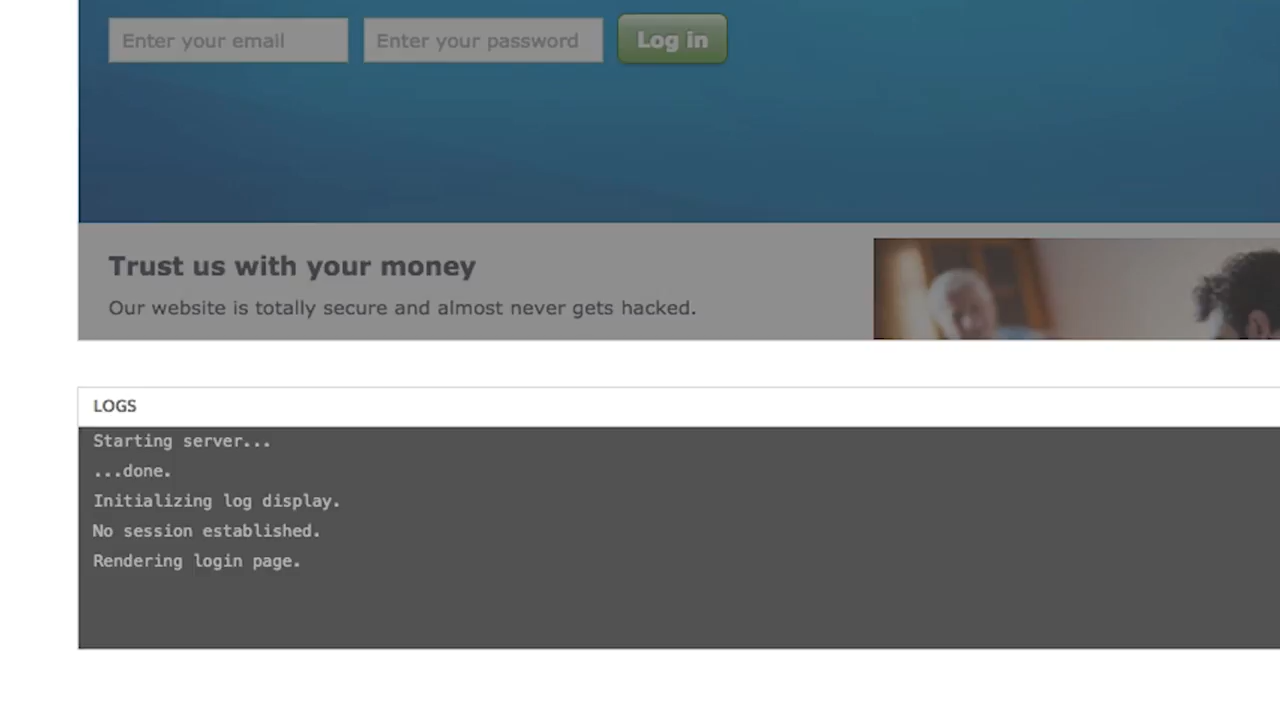 Enter your email Enter your password Log in
Trust us with your money
Our website is totally secure and almost never gets hacked.
LOGS
Starting server...
...done.
Initializing log display.
No session established.
Rendering login page.